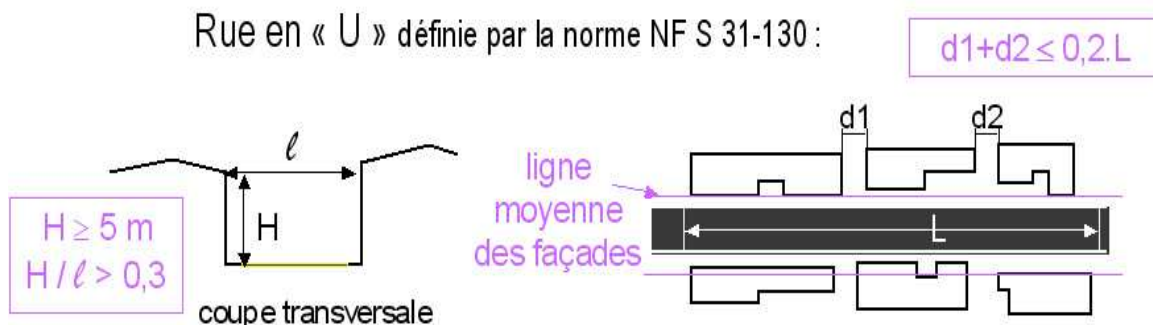 Rue en « U » définie par la norme NF S 31-130 :
d1+d2 ≤ 0,2.L
ℓ
H
H ≥ 5 m
H / ℓ > 0,3
coupe transversale
d1
d2
ligne
moyenne
des façades
L